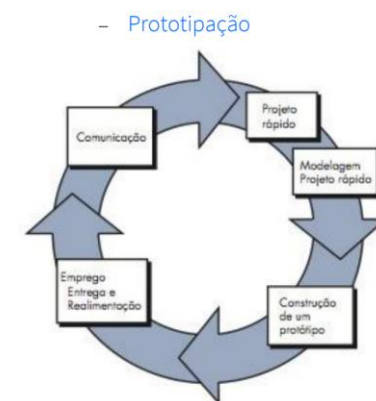 – Prototipação
Comunicação
Projeto
rápido
Modelagem
Projeto rápido
Construção
de um
protótipo
Emprego
Entrega e
Realimentação